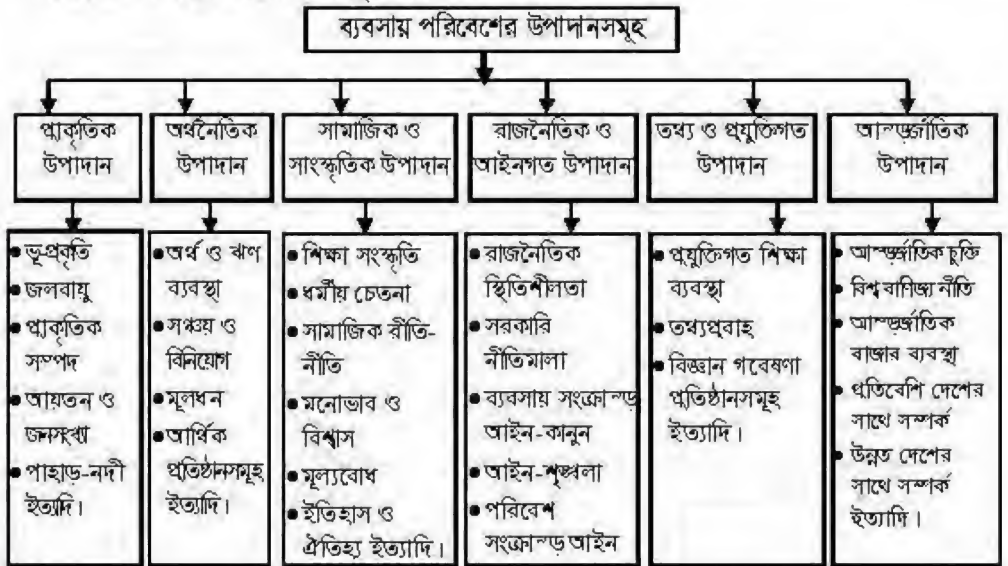 ব্যবসায় পরিবেশের উপাদানসমূহ
প্রাকৃতিক
উপাদান
অর্থনৈতিক
উপাদান
সামাজিক ও
সাংস্কৃতিক উপাদান
রাজনৈতিক ও
আইনগত উপাদান
তথ্য ও প্রযুক্তিগত
উপাদান
আন্ড়র্জাতিক
উপাদান
●ভূ-প্রকৃতি
●জলবায়ু
●প্রাকৃতিক
সম্পদ
●আয়তন ও
জনসংখ্যা
●পাহাড়-নদী
ইত্যাদি।
●অর্থ ও ঋণ
ব্যবস্থা
●সঞ্চয় ও
বিনিয়োগ
●মূলধন
●আর্থিক
প্রতিষ্ঠানসমূহ
ইত্যাদি।
●শিক্ষা সংস্কৃতি
●ধর্মীয় চেতনা
●সামাজিক রীতি-
নীতি
●মনোভাব ও
বিশ্বাস
●মূল্যবোধ
●ইতিহাস ও
ঐতিহ্য ইত্যাদি।
●রাজনৈতিক
স্থিতিশীলতা
●সরকারি
নীতিমালা
●ব্যবসায় সংক্রান্ড়
আইন-কানুন
●আইন-শৃঙ্খলা
●পরিবেশ
সংক্রান্ড় আইন
●প্রযুক্তিগত শিক্ষা
ব্যবস্থা
●তথ্যপ্রবাহ
●বিজ্ঞান গবেষণা
প্রতিষ্ঠানসমূহ
ইত্যাদি।
●আন্ড়র্জাতিক চুক্তি
●বিশ্ব বাণিজ্য নীতি
●আন্ড়র্জাতিক
বাজার ব্যবস্থা
●প্রতিবেশি দেশের
সাথে সম্পর্ক
●উন্নত দেশের
সাথে সম্পর্ক
ইত্যাদি।